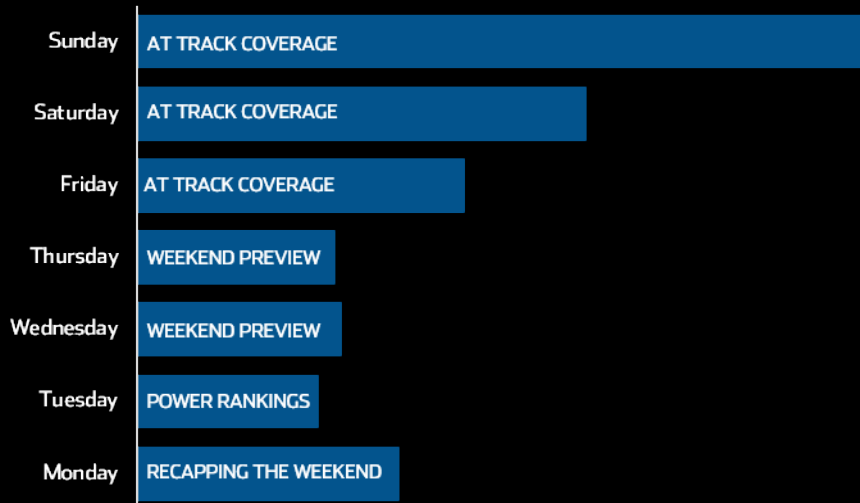 Sunday AT TRACK COVERAGE
Saturday AT TRACK COVERAGE
Friday AT TRACK COVERAGE
Thursday WEEKEND PREVIEW
Wednesday WEEKEND PREVIEW
Tuesday POWER RANKINGS
Monday RECAPPING THE WEEKEND